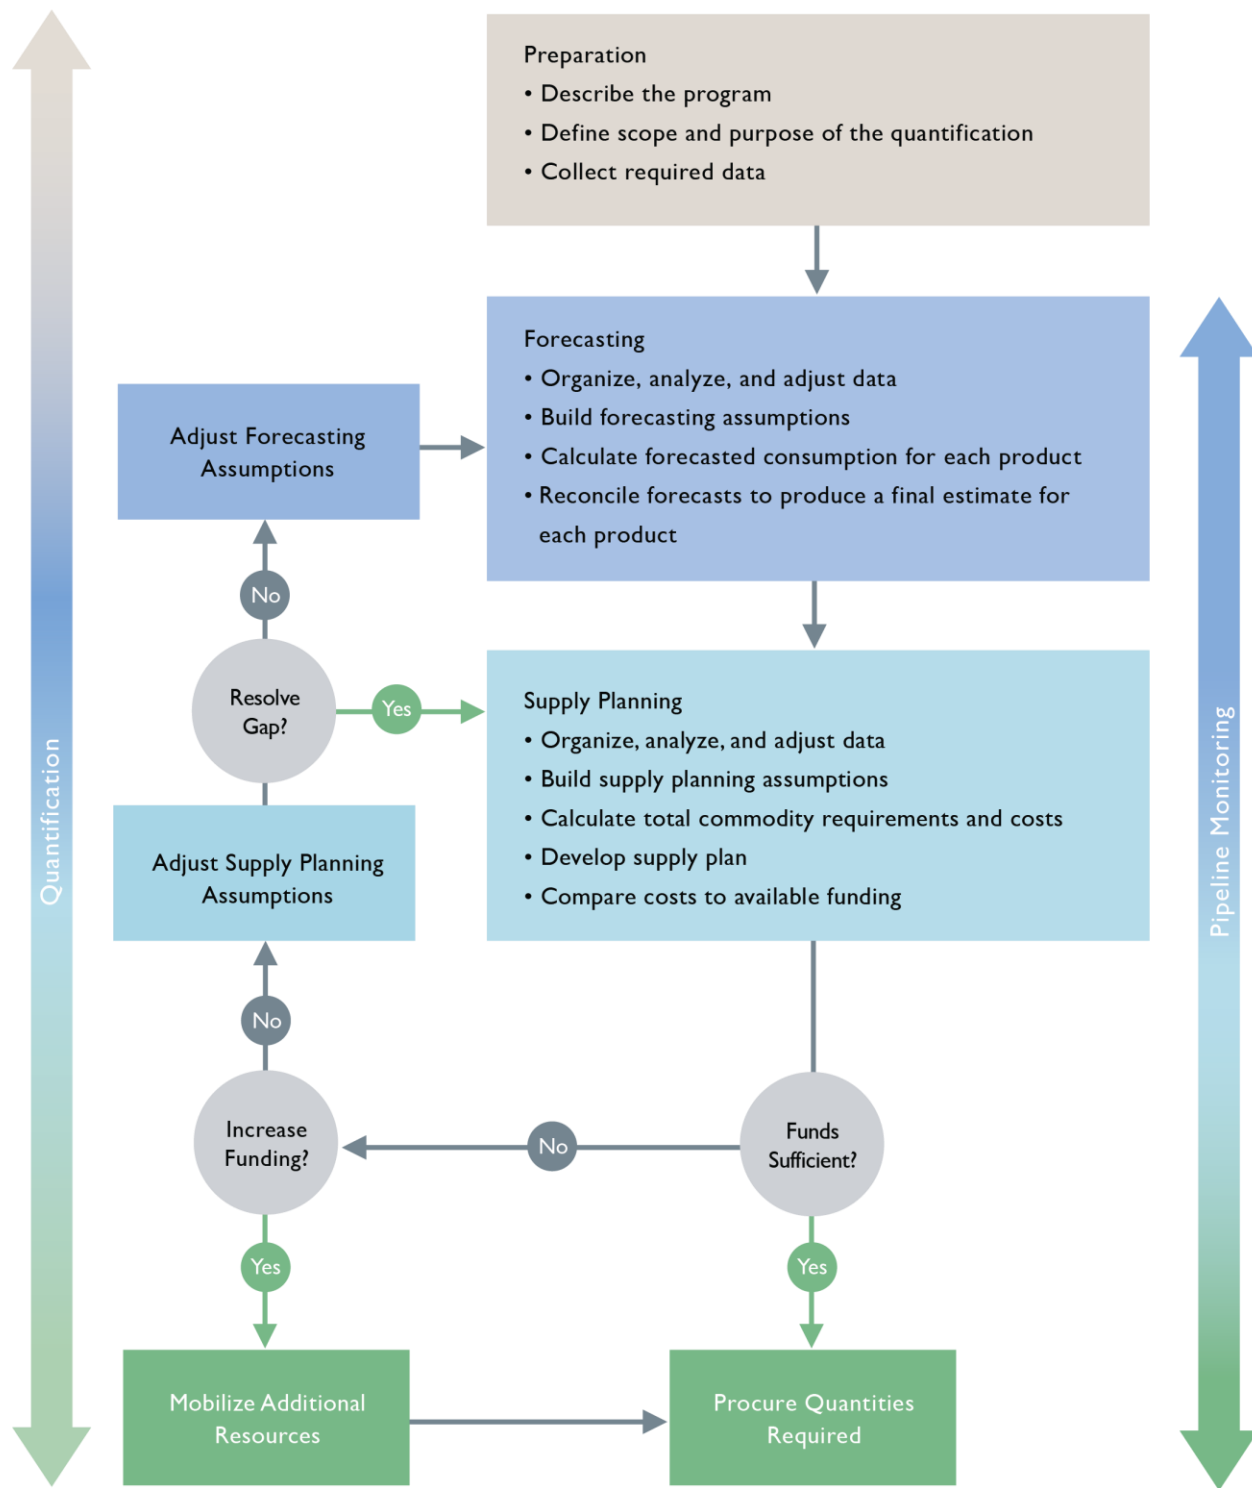 Preparation
• Describe the program
• Define scope and purpose of the quantification
• Collect required data
Forecasting
• Organize, analyze, and adjust data
• Build forecasting assumptions
• Calculate forecasted consumption for each product
• Reconcile forecasts to produce a final estimate for
each product
Adjust Forecasting
Assumptions
No
Resolve
Gap?
Yes
Supply Planning
• Organize, analyze, and adjust data
• Build supply planning assumptions
• Calculate total commodity requirements and costs
• Develop supply plan
• Compare costs to available funding
Adjust Supply Planning
Assumptions
No
Increase
Funding?
No
Funds
Sufficient?
Yes
Yes
Mobilize Additional
Resources
Procure Quantities
Required
Quantification
Pipeline Monitoring